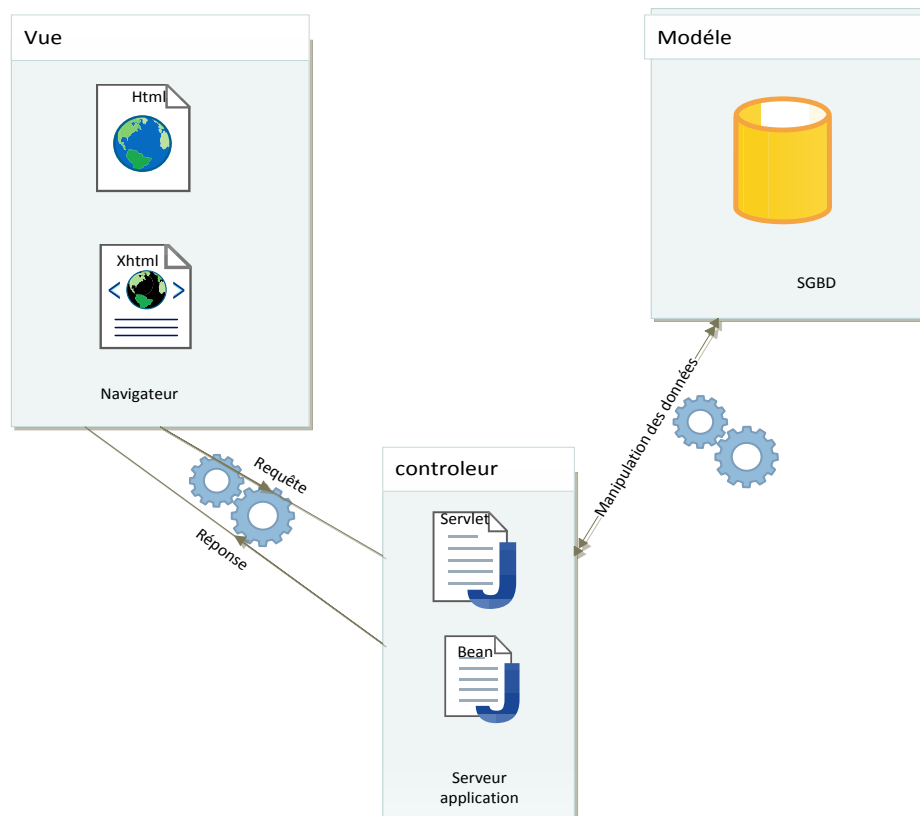 Vue
Modéle
Html
Xhtml
SGBD
Navigateur
Manipulation des données
Requête
controleur
Réponse
Servlet
Bean
Serveur
application